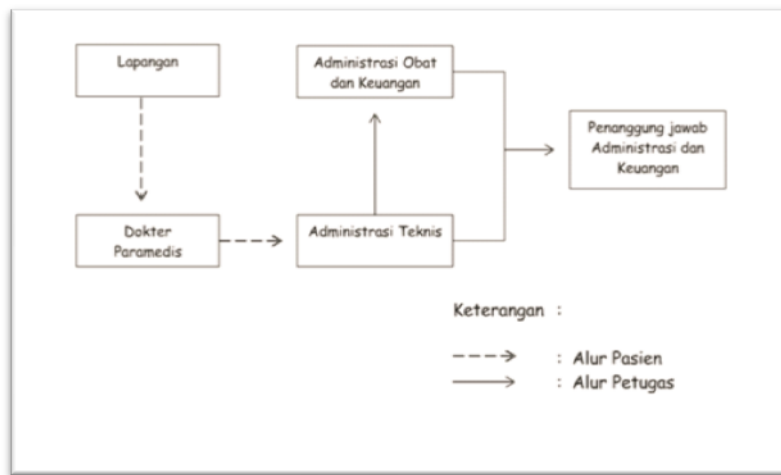 Lapangan
Administrasi Obat
dan Keuangan
Penanggung jawab
Administrasi dan
Keuangan
Dokter
Paramedis
Administrasi Teknis
Keterangan :
: Alur Pasien
: Alur Petugas